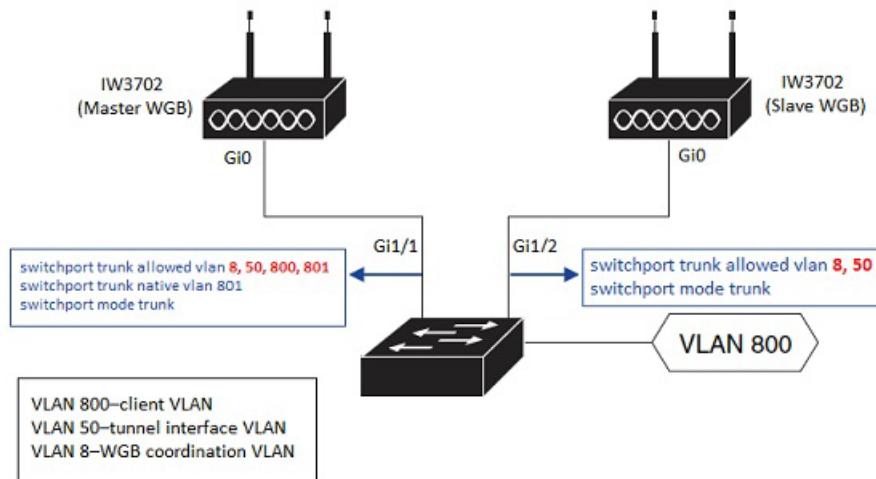 IW3702
(Master WGB)
IW3702
(Slave WGB)
Gi0
Gi0
Gi1/1
Gi1/2
switchport trunk allowed vlan 8, 50, 800, 801
switchport trunk native vlan 801
switchport mode trunk
switchport trunk allowed vlan 8, 50
switchport mode trunk
VLAN 800
VLAN 800–client VLAN
VLAN 50–tunnel interface VLAN
VLAN 8–WGB coordination VLAN